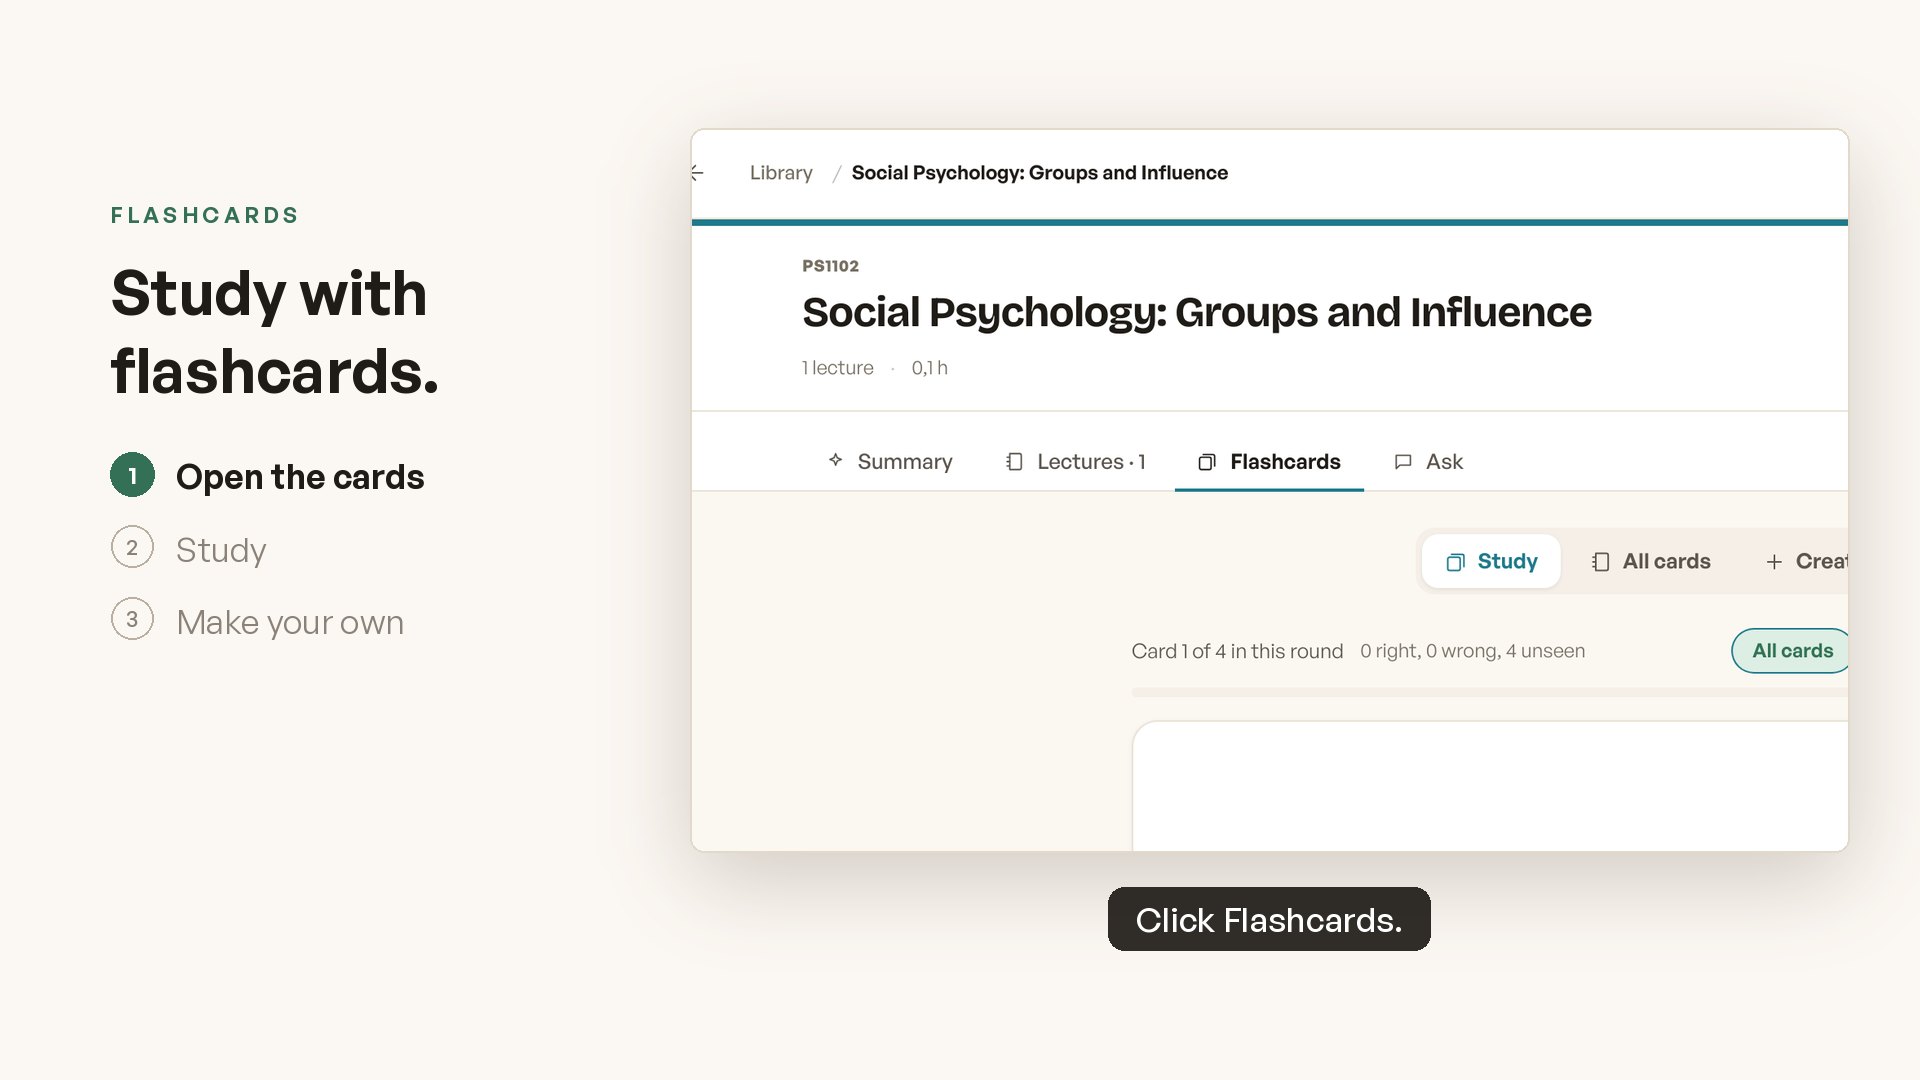 FLASHCARDS
Study with
flashcards.
1 Open the cards
2 Study
3 Make your own
Library / Social Psychology: Groups and Influence
PS1102
Social Psychology: Groups and Influence
1 lecture · 0,1 h
Summary Lectures · 1 Flashcards Ask
Study All cards + Creat
Card 1 of 4 in this round 0 right, 0 wrong, 4 unseen All cards
Click Flashcards.